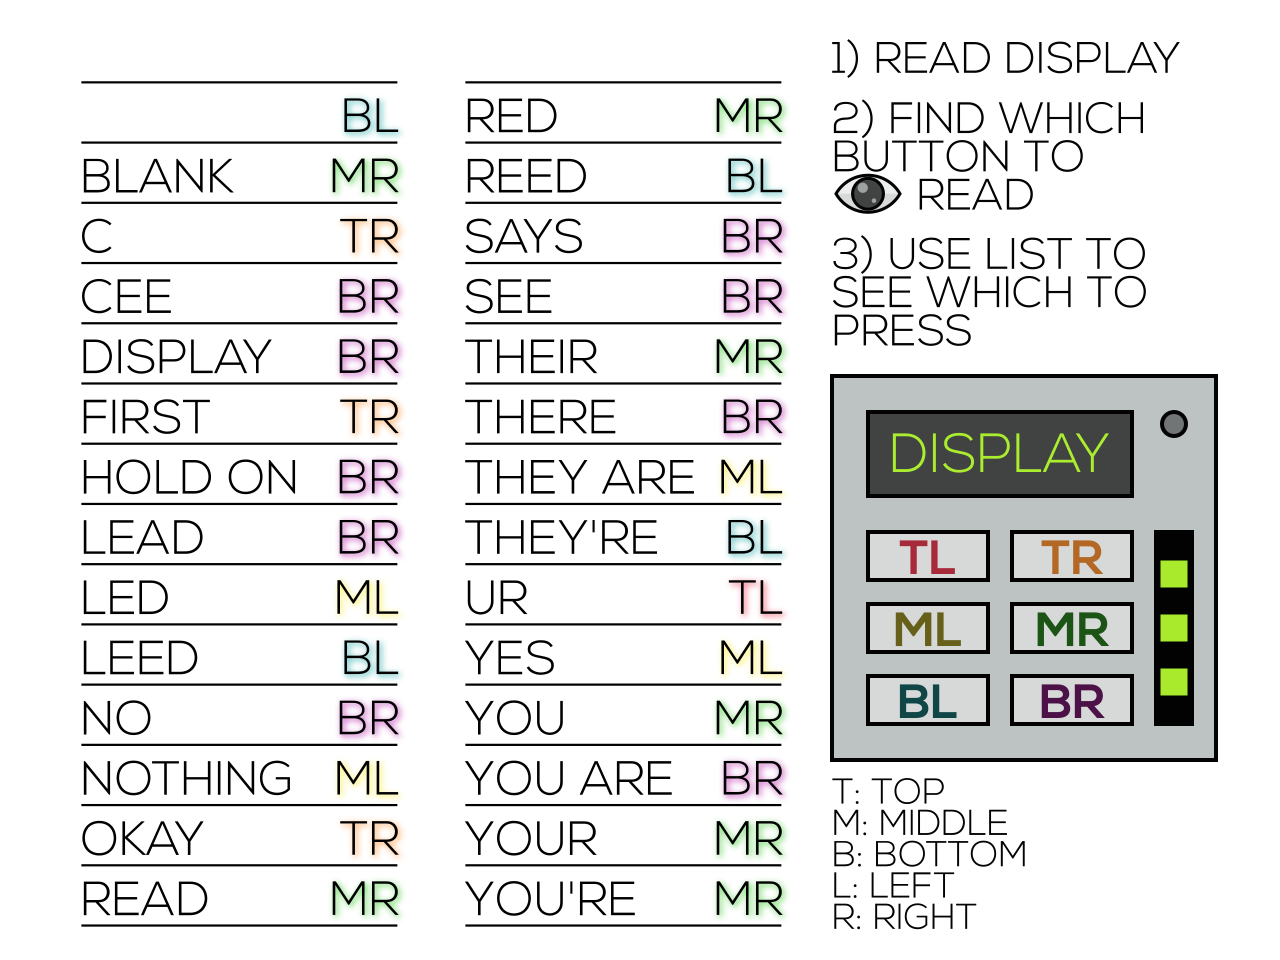 BL
BLANK MR
C TR
CEE BR
DISPLAY BR
FIRST TR
HOLD ON BR
LEAD BR
LED ML
LEED BL
NO BR
NOTHING ML
OKAY TR
READ MR
RED MR
REED BL
SAYS BR
SEE BR
THEIR MR
THERE BR
THEY ARE ML
THEY'RE BL
UR TL
YES ML
YOU MR
YOU ARE BR
YOUR MR
YOU'RE MR
1) READ DISPLAY
2) FIND WHICH
BUTTON TO
READ
3) USE LIST TO
SEE WHICH TO
PRESS
DISPLAY
TL TR
ML MR
BL BR
T: TOP
M: MIDDLE
B: BOTTOM
L: LEFT
R: RIGHT